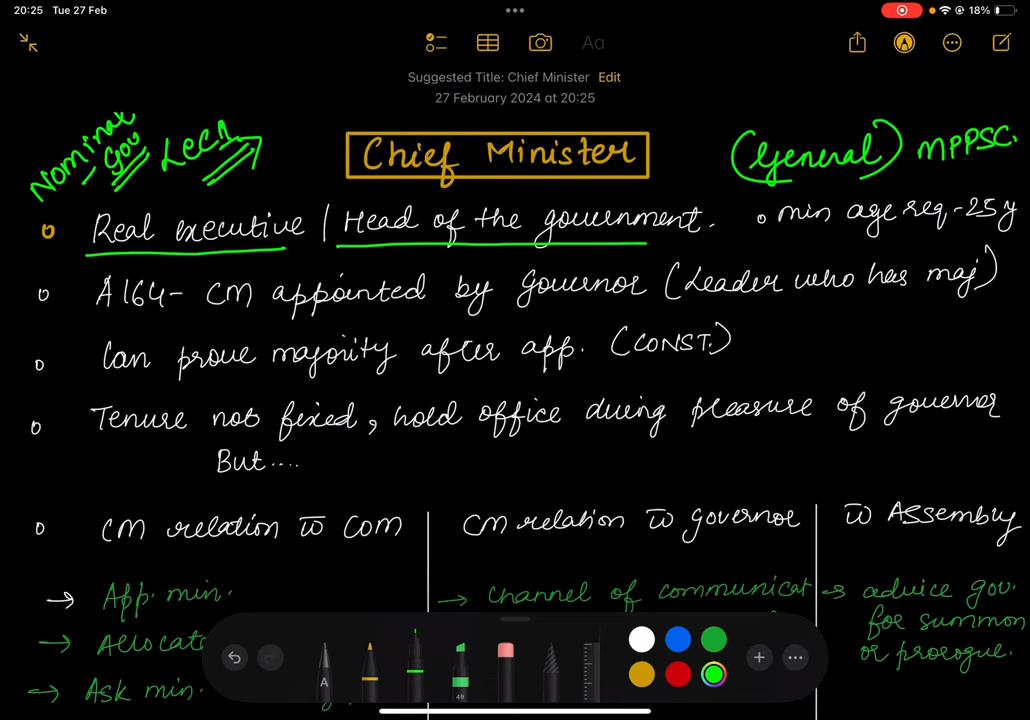 20:25 Tue 27 Feb
18%
Aa
Suggested Title: Chief Minister Edit
27 February 2024 at 20:25
Nominal
Gov
Lec 1
Chief Minister
(General) MPPSC.
Real executive | Head of the government. o min age req - 25 y
A164 - CM appointed by Governor (Leader who has maj)
Can prove majority after app. (CONST.)
Tenure not fixed, hold office during pleasure of governor
But....
CM relation to COM
CM relation to governor
to Assembly
→ App. min.
→ Allocat
→ Ask min.
→ channel of communicat
→ advice gov.
for summon
or prorogue.
A
49